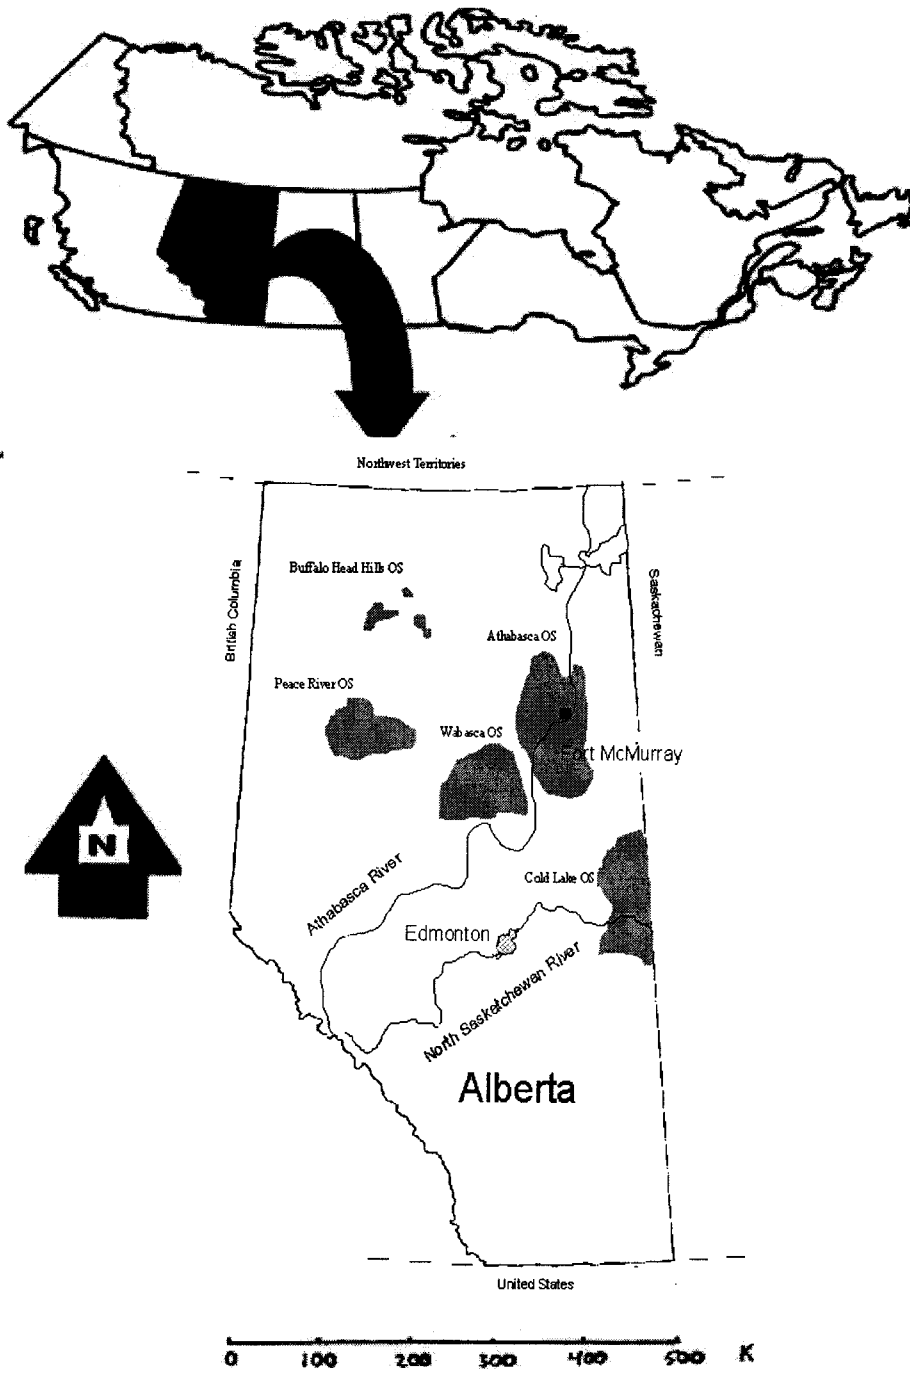 Northwest Territories
Buffalo Head Hills OS
British Columbia
Saskachewan
Athabasca OS
Peace River OS
Wabasca OS
Fort McMurray
N
Cold Lake OS
Athabasca River
Edmonton
North Saskatchewan River
Alberta
United States
0 100 200 300 400 500 K